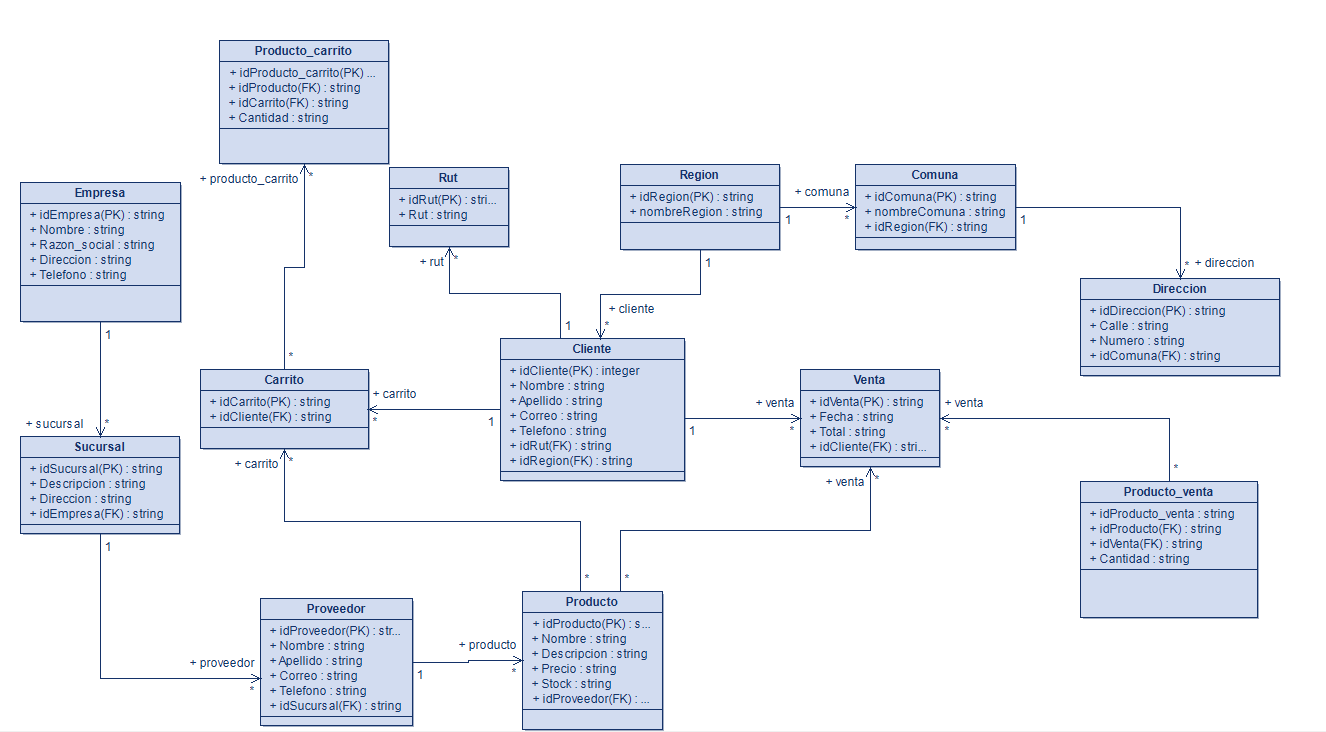 Producto_carrito
+ idProducto_carrito(PK) ...
+ idProducto(FK) : string
+ idCarrito(FK) : string
+ Cantidad : string
+ producto_carrito
*
Rut
+ idRut(PK) : stri...
+ Rut : string
+ rut
*
Region
+ idRegion(PK) : string
+ nombreRegion : string
+ comuna
1
*
1
Comuna
+ idComuna(PK) : string
+ nombreComuna : string
+ idRegion(FK) : string
1
* + direccion
Empresa
+ idEmpresa(PK) : string
+ Nombre : string
+ Razon_social : string
+ Direccion : string
+ Telefono : string
1
+ sucursal
*
Direccion
+ idDireccion(PK) : string
+ Calle : string
+ Numero : string
+ idComuna(FK) : string
+ cliente
*
1
Cliente
+ idCliente(PK) : integer
+ Nombre : string
+ Apellido : string
+ Correo : string
+ Telefono : string
+ idRut(FK) : string
+ idRegion(FK) : string
*
Carrito
+ idCarrito(PK) : string
+ idCliente(FK) : string
+ carrito
*
1
+ carrito
*
Venta
+ idVenta(PK) : string
+ Fecha : string
+ Total : string
+ idCliente(FK) : stri...
+ venta
1
*
+ venta
*
*
+ venta
*
Sucursal
+ idSucursal(PK) : string
+ Descripcion : string
+ Direccion : string
+ idEmpresa(FK) : string
1
Producto_venta
+ idProducto_venta : string
+ idProducto(FK) : string
+ idVenta(FK) : string
+ Cantidad : string
+ proveedor
*
Proveedor
+ idProveedor(PK) : str...
+ Nombre : string
+ Apellido : string
+ Correo : string
+ Telefono : string
+ idSucursal(FK) : string
+ producto
1
*
*
*
Producto
+ idProducto(PK) : s...
+ Nombre : string
+ Descripcion : string
+ Precio : string
+ Stock : string
+ idProveedor(FK) : ...